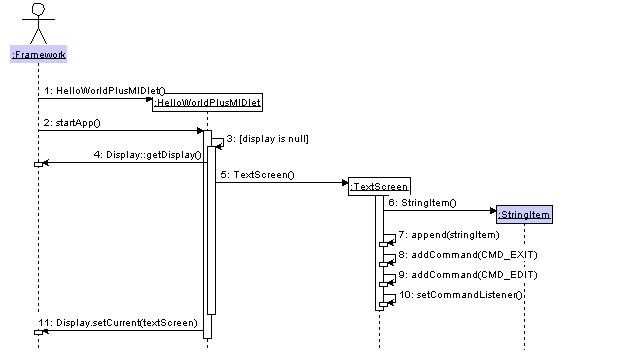 :Framework
1: HelloWorldPlusMIDlet()
:HelloWorldPlusMIDlet
2: startApp()
3: [display is null]
4: Display::getDisplay()
5: TextScreen()
:TextScreen
6: StringItem()
:StringItem
7: append(stringItem)
8: addCommand(CMD_EXIT)
9: addCommand(CMD_EDIT)
10: setCommandListener()
11: Display.setCurrent(textScreen)